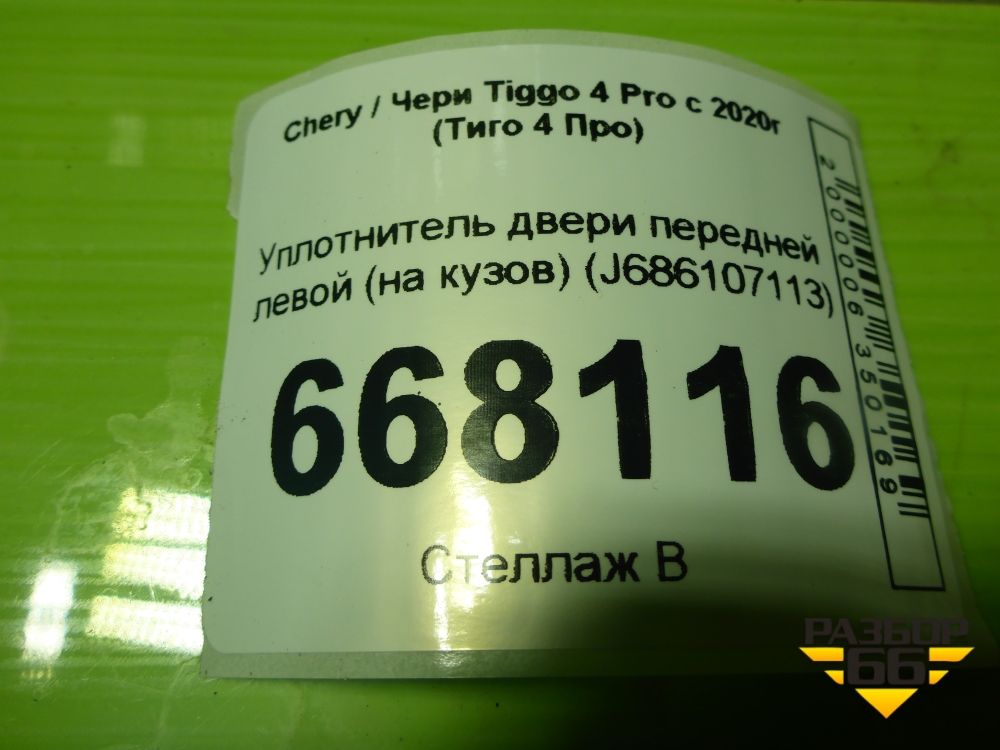 Chery / Чери Tiggo 4 Pro с 2020г
(Тиго 4 Про)
Уплотнитель двери передней
левой (на кузов) (J686107113)
668116
Стеллаж В
2000006350169
РАЗБОР
66